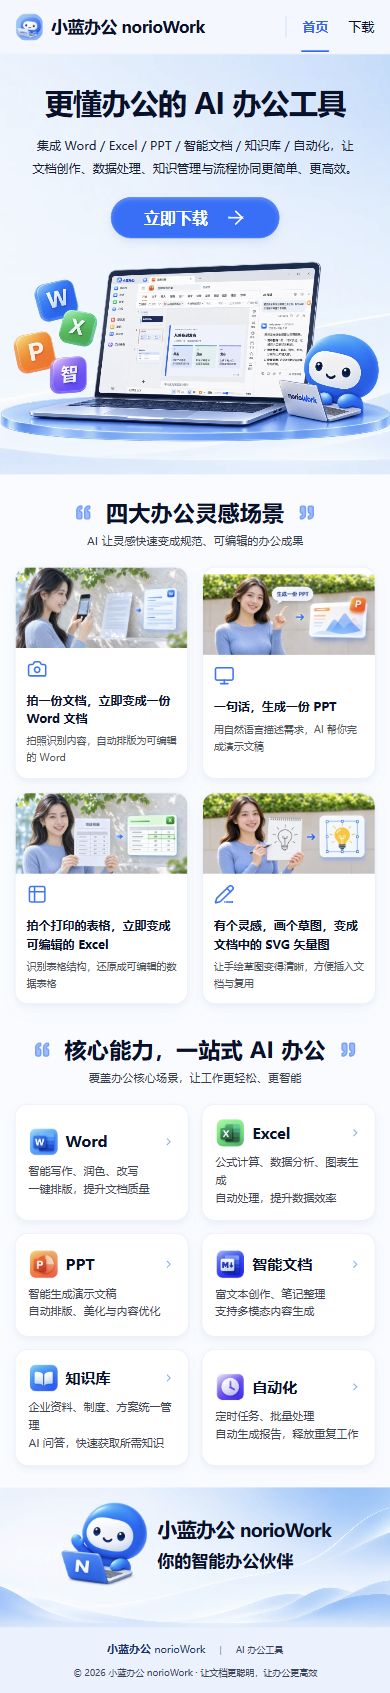 小蓝办公 norioWork
首页
下载
更懂办公的 AI 办公工具
集成 Word / Excel / PPT / 智能文档 / 知识库 / 自动化，让
文档创作、数据处理、知识管理与流程协同更简单、更高效。
立即下载
W
X
P
智
norioWork
四大办公灵感场景
AI 让灵感快速变成规范、可编辑的办公成果
拍一份文档，立即变成一份
Word 文档
拍照识别内容，自动排版为可编辑
的 Word
生成一份 PPT
P
一句话，生成一份 PPT
用自然语言描述需求，AI 帮你完
成演示文稿
拍个打印的表格，立即变成
可编辑的 Excel
识别表格结构，还原成可编辑的数
据表格
有个灵感，画个草图，变成
文档中的 SVG 矢量图
让手绘草图变得清晰，方便插入文
档与复用
核心能力，一站式 AI 办公
覆盖办公核心场景，让工作更轻松、更智能
W
Word
智能写作、润色、改写
一键排版，提升文档质量
X
Excel
公式计算、数据分析、图表生
成
自动处理，提升数据效率
P
PPT
智能生成演示文稿
自动排版、美化与内容优化
M
智能文档
富文本创作、笔记整理
支持多模态内容生成
知识库
企业资料、制度、方案统一管
理
AI 问答，快速获取所需知识
自动化
定时任务、批量处理
自动生成报告，释放重复工作
N
小蓝办公 norioWork
你的智能办公伙伴
小蓝办公 norioWork | AI 办公工具
© 2026 小蓝办公 norioWork · 让文档更聪明，让办公更高效